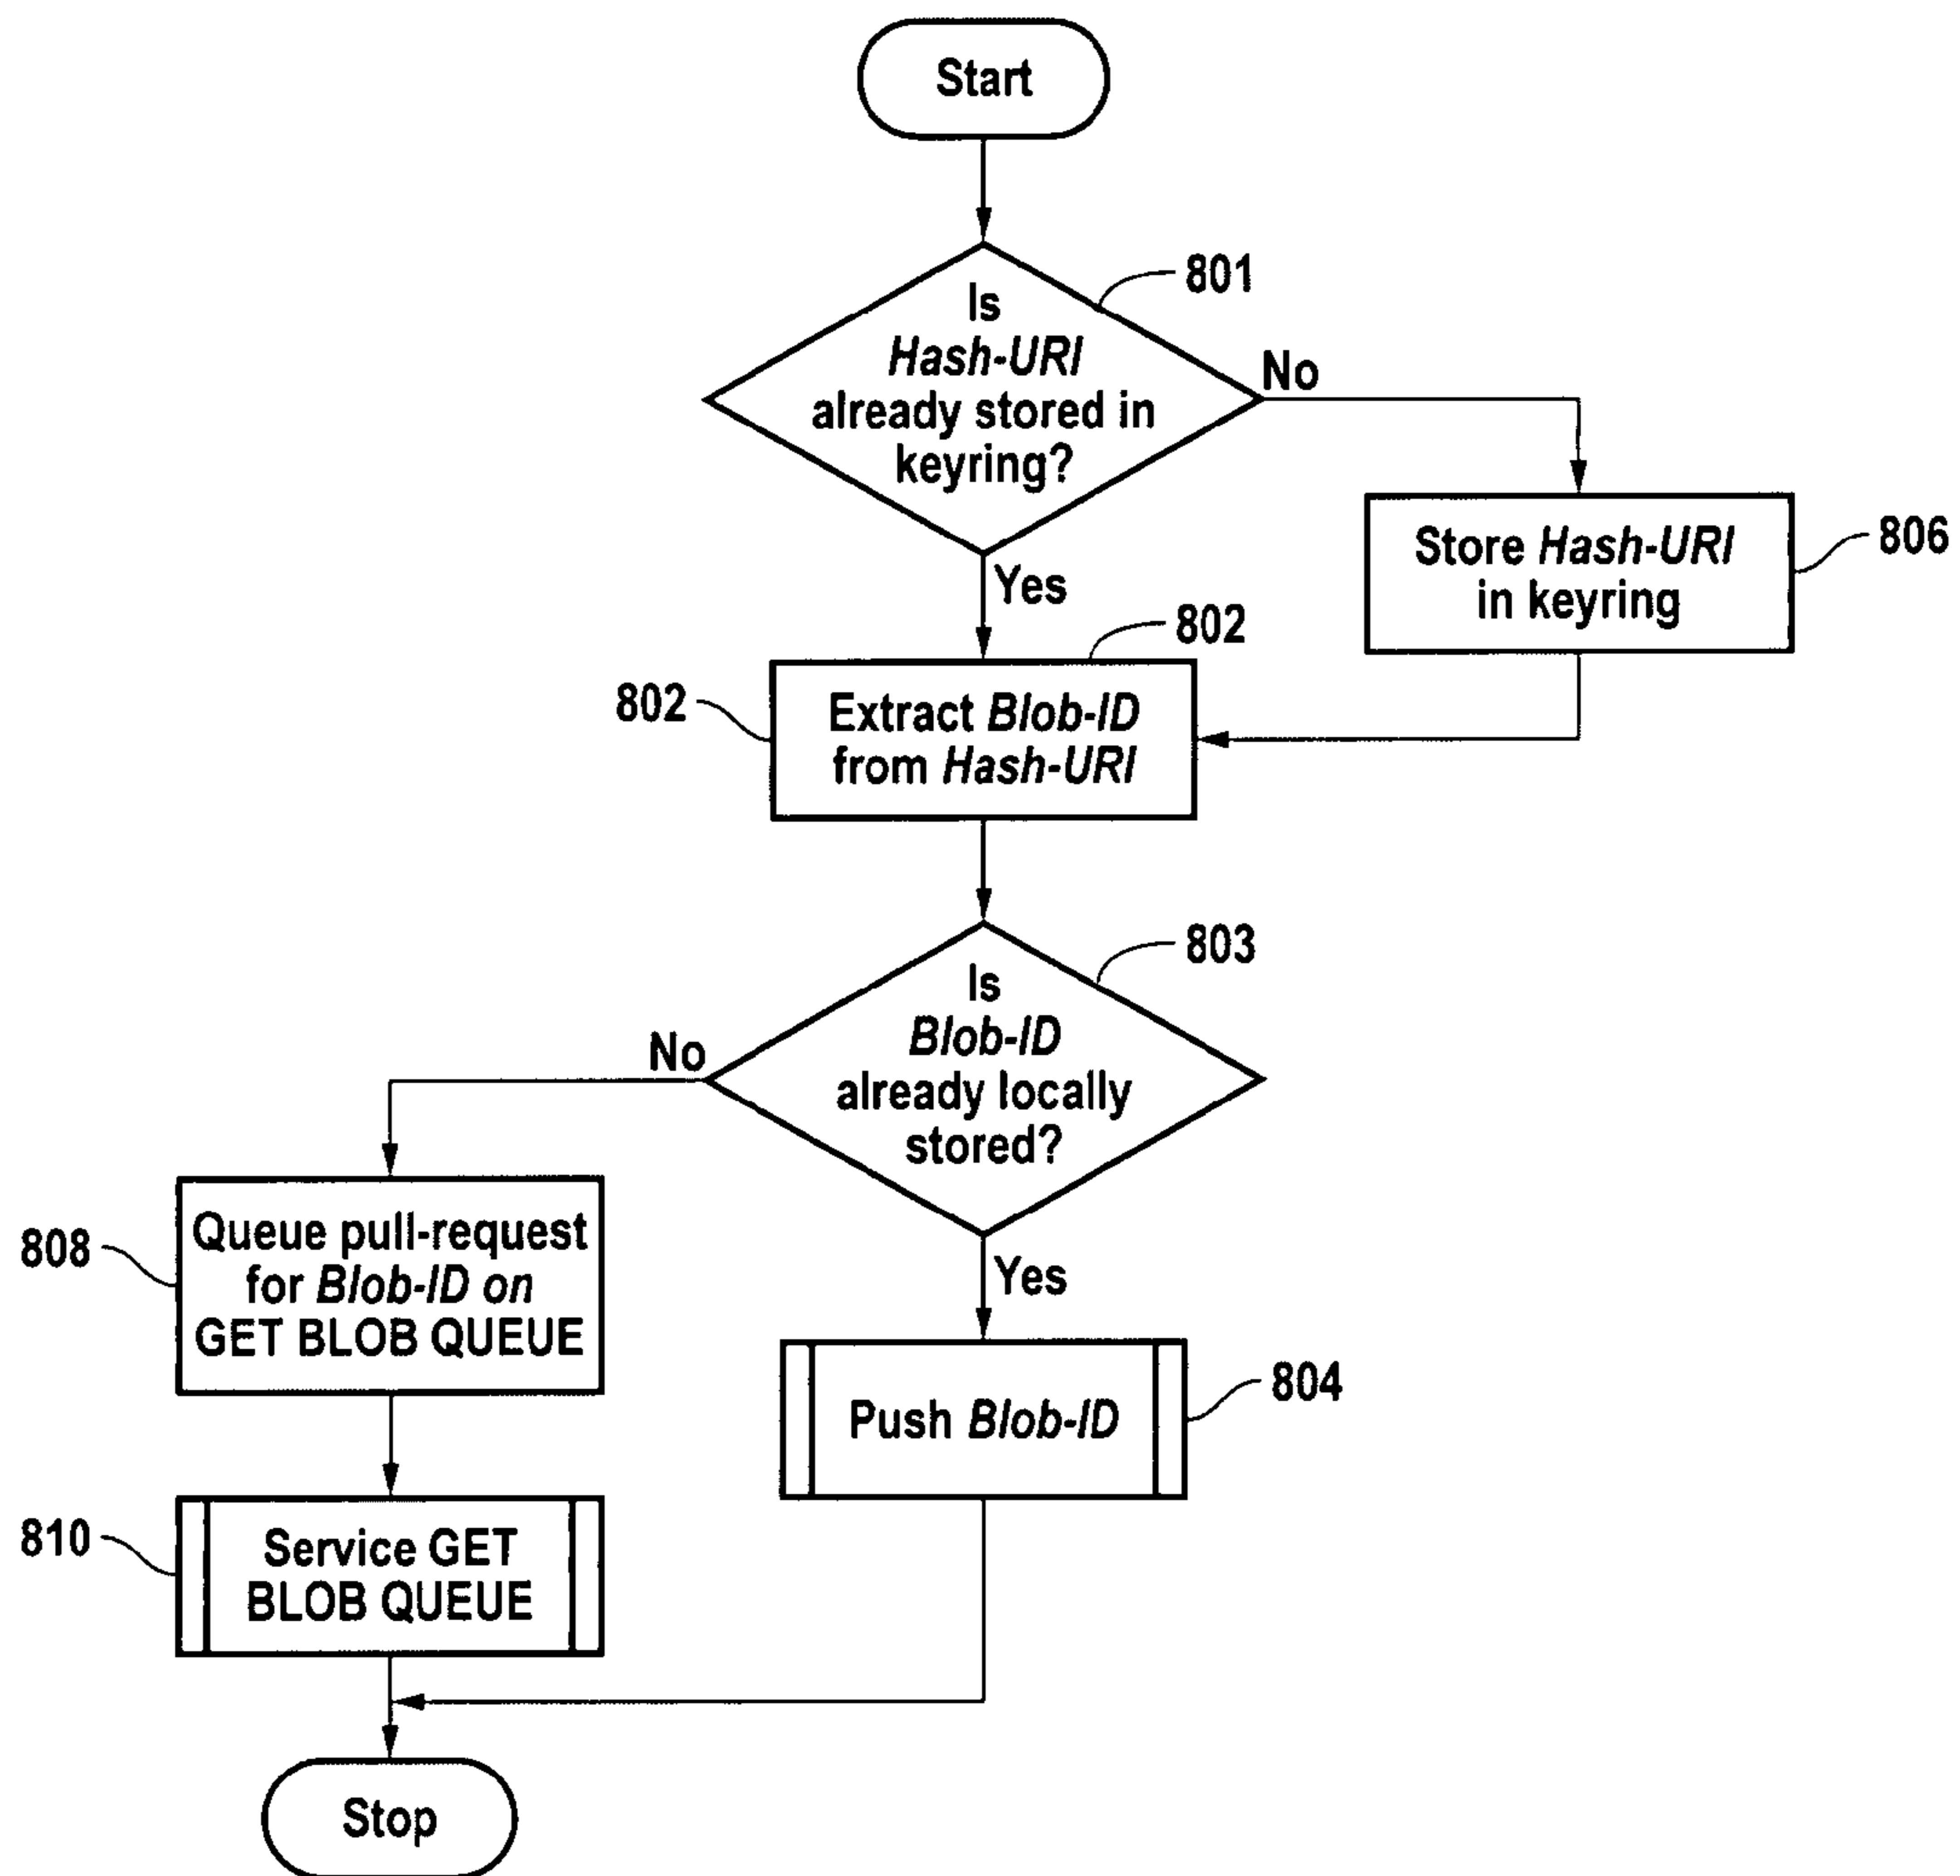 Start
801
Is
Hash-URI
already stored in
keyring?
No
Yes
Store Hash-URI
in keyring
806
802
802
Extract Blob-ID
from Hash-URI
803
Is
Blob-ID
already locally
stored?
No
Yes
808
Queue pull-request
for Blob-ID on
GET BLOB QUEUE
Push Blob-ID
804
810
Service GET
BLOB QUEUE
Stop